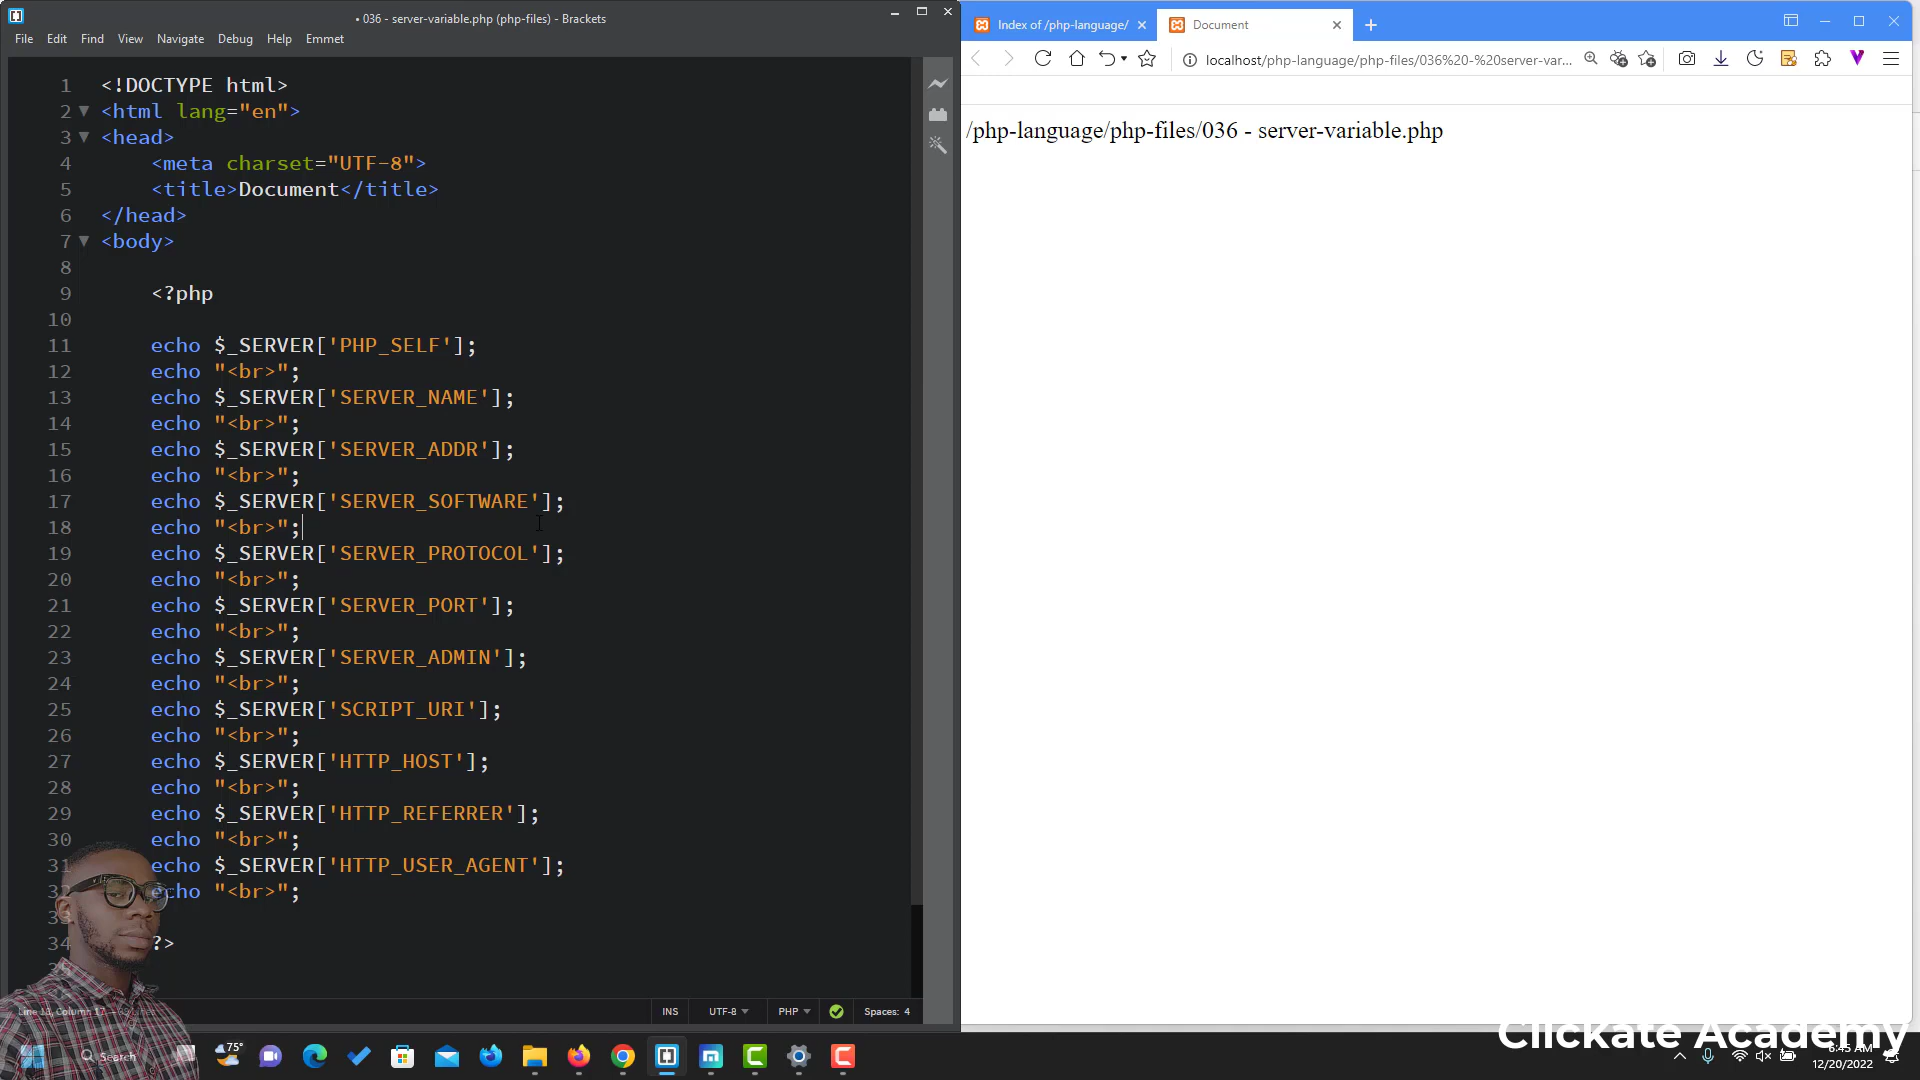 • 036 - server-variable.php (php-files) - Brackets
File Edit Find View Navigate Debug Help Emmet
1 <!DOCTYPE html>
2 <html lang="en">
3 <head>
4 <meta charset="UTF-8">
5 <title>Document</title>
6 </head>
7 <body>
8
9 <?php
10
11 echo $_SERVER['PHP_SELF'];
12 echo "<br>";
13 echo $_SERVER['SERVER_NAME'];
14 echo "<br>";
15 echo $_SERVER['SERVER_ADDR'];
16 echo "<br>";
17 echo $_SERVER['SERVER_SOFTWARE'];
18 echo "<br>";
19 echo $_SERVER['SERVER_PROTOCOL'];
20 echo "<br>";
21 echo $_SERVER['SERVER_PORT'];
22 echo "<br>";
23 echo $_SERVER['SERVER_ADMIN'];
24 echo "<br>";
25 echo $_SERVER['SCRIPT_URI'];
26 echo "<br>";
27 echo $_SERVER['HTTP_HOST'];
28 echo "<br>";
29 echo $_SERVER['HTTP_REFERRER'];
30 echo "<br>";
31 echo $_SERVER['HTTP_USER_AGENT'];
32 echo "<br>";
34 ?>
INS UTF-8 PHP Spaces: 4
Index of /php-language/ Document
localhost/php-language/php-files/036%20-%20server-var...
/php-language/php-files/036 - server-variable.php
Clickate Academy
75°
Search
6:45 AM
12/20/2022